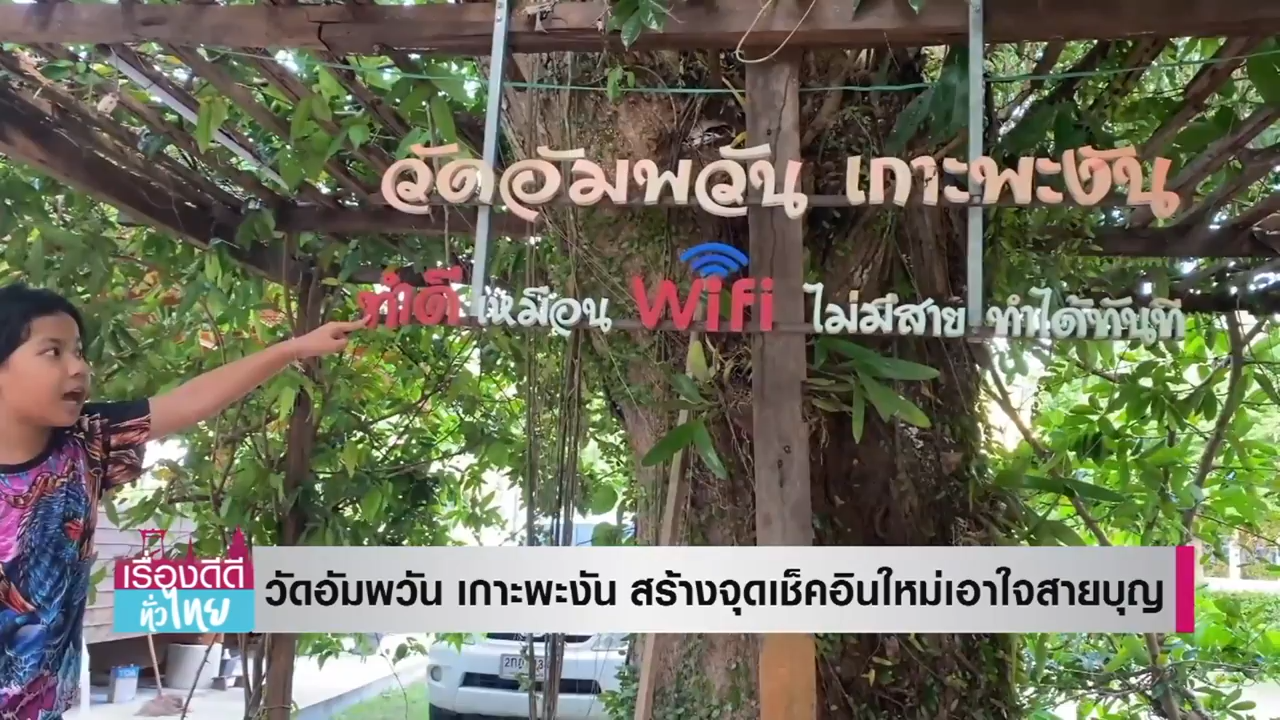 วัดอัมพวัน เกาะพะงัน
ทำดี เหมือน Wifi ไม่มีสาย ทำได้ทันที
เรื่องดีดี
ทั่วไทย
วัดอัมพวัน เกาะพะงัน สร้างจุดเช็คอินใหม่เอาใจสายบุญ